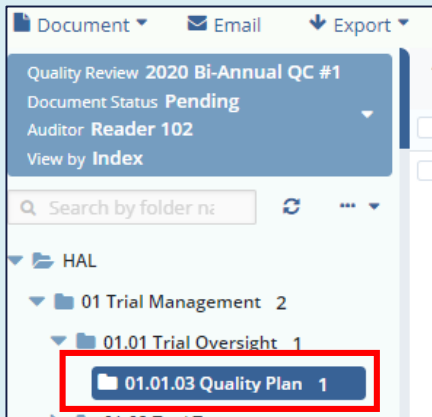 Document Email Export
Quality Review 2020 Bi-Annual QC #1
Document Status Pending
Auditor Reader 102
View by Index
Search by folder na
HAL
01 Trial Management 2
01.01 Trial Oversight 1
01.01.03 Quality Plan 1